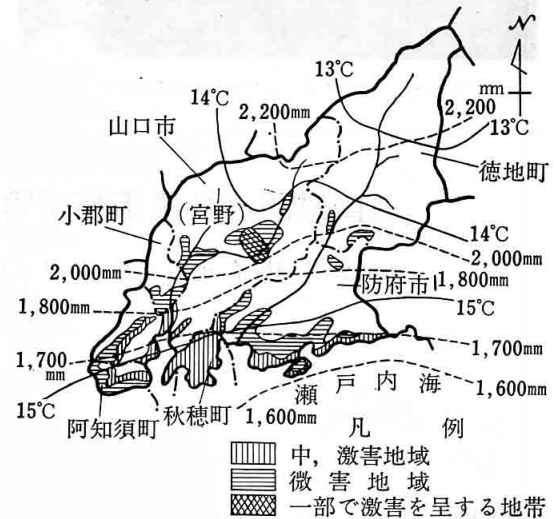 N
mm
13°C
14°C
2,200mm
2,200
13°C
山口市
徳地町
小郡町
(宮野)
14°C
2,000mm
2,000mm
1,800mm
防府市
1,800mm
15°C
1,700mm
1,700mm
15°C
瀬戸内海
1,600mm
阿知須町
秋穂町
1,600mm
凡例
中,激害地域
微害地域
一部で激害を呈する地帯